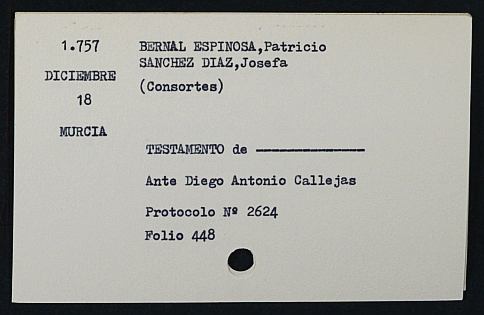 1.757
DICIEMBRE
18
MURCIA
BERNAL ESPINOSA,Patricio
SANCHEZ DIAZ,Josefa
(Consortes)
TESTAMENTO de ———————————
Ante Diego Antonio Callejas
Protocolo Nº 2624
Folio 448